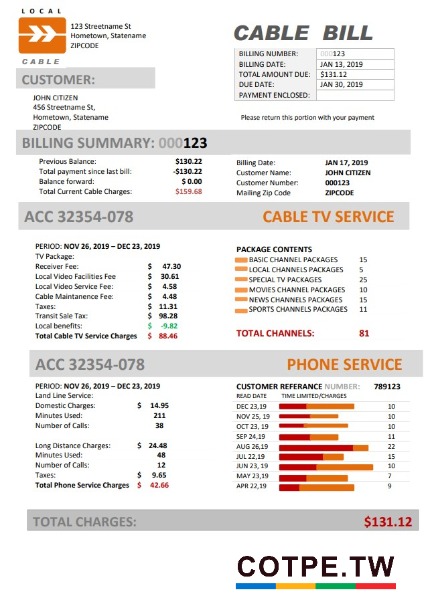 LOCAL
CABLE
123 Streetname St
Hometown, Statename
ZIPCODE
CABLE BILL
BILLING NUMBER: 000123
BILLING DATE: JAN 13, 2019
TOTAL AMOUNT DUE: $131.12
DUE DATE: JAN 30, 2019
PAYMENT ENCLOSED:
CUSTOMER:
JOHN CITIZEN
456 Streetname St,
Hometown, Statename
ZIPCODE
Please return this portion with your payment
BILLING SUMMARY: 000123
Previous Balance: $130.22
Total payment since last bill: -$130.22
Balance forward: $ 0.00
Total Current Cable Charges: $159.68
Billing Date: JAN 17, 2019
Customer Name: JOHN CITIZEN
Customer Number: 000123
Mailing Zip Code ZIPCODE
ACC 32354-078 CABLE TV SERVICE
PERIOD: NOV 26, 2019 – DEC 23, 2019
TV Package:
Receiver Fee: $ 47.30
Local Video Facilities Fee $ 30.61
Local Video Service Fee: $ 4.58
Cable Maintanence Fee: $ 4.48
Taxes: $ 11.31
Transit Sale Tax: $ 98.28
Local benefits: $ -9.82
Total Cable TV Service Charges $ 88.46
PACKAGE CONTENTS
BASIC CHANNEL PACKAGES 15
LOCAL CHANNEL PACKAGES 5
SPECIAL TV PACKAGES 25
MOVIES CHANNEL PACKAGES 10
NEWS CHANNEL PACKAGES 15
SPORTS CHANNEL PACKAGES 11
TOTAL CHANNELS: 81
ACC 32354-078 PHONE SERVICE
PERIOD: NOV 26, 2019 – DEC 23, 2019
Land Line Service:
Domestic Charges: $ 14.95
Minutes Used: 211
Number of Calls: 38
Long Distance Charges: $ 24.48
Minutes Used: 48
Number of Calls: 12
Taxes: $ 9.65
Total Phone Service Charges $ 42.66
CUSTOMER REFERANCE NUMBER: 789123
READ DATE TIME LIMITED/CHARGES
DEC 23,19 10
NOV 25, 19 10
OCT 23, 19 10
SEP 24,19 11
AUG 26,19 22
JUL 22,19 15
JUN 23,19 10
MAY 23,19 7
APR 22,19 9
TOTAL CHARGES: $131.12
COTPE.TW